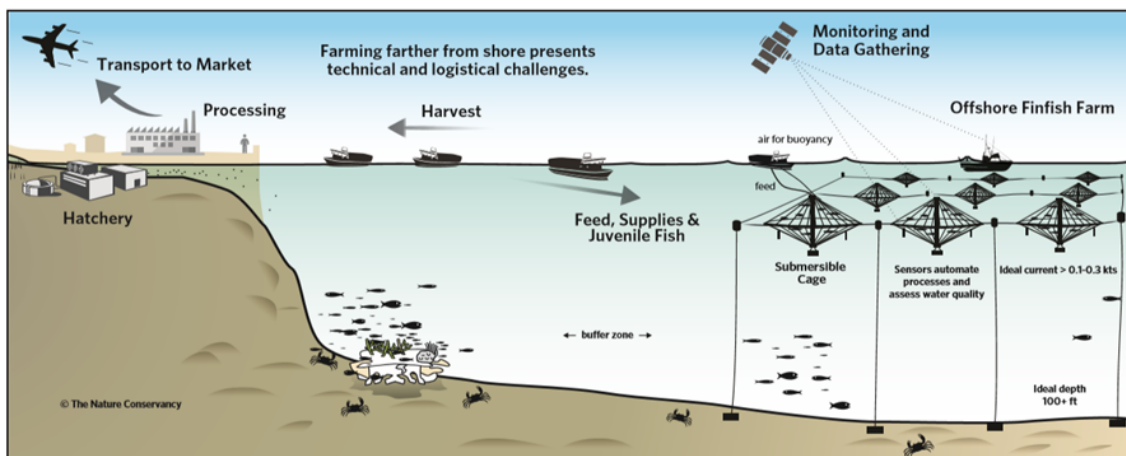 Transport to Market
Processing
Hatchery
Farming farther from shore presents
technical and logistical challenges.
Harvest
Feed, Supplies &
Juvenile Fish
Monitoring and
Data Gathering
Offshore Finfish Farm
air for buoyancy
feed
Submersible
Cage
Sensors automate
processes and
assess water quality
Ideal current > 0.1-0.3 kts
buffer zone
Ideal depth
100+ ft
© The Nature Conservancy